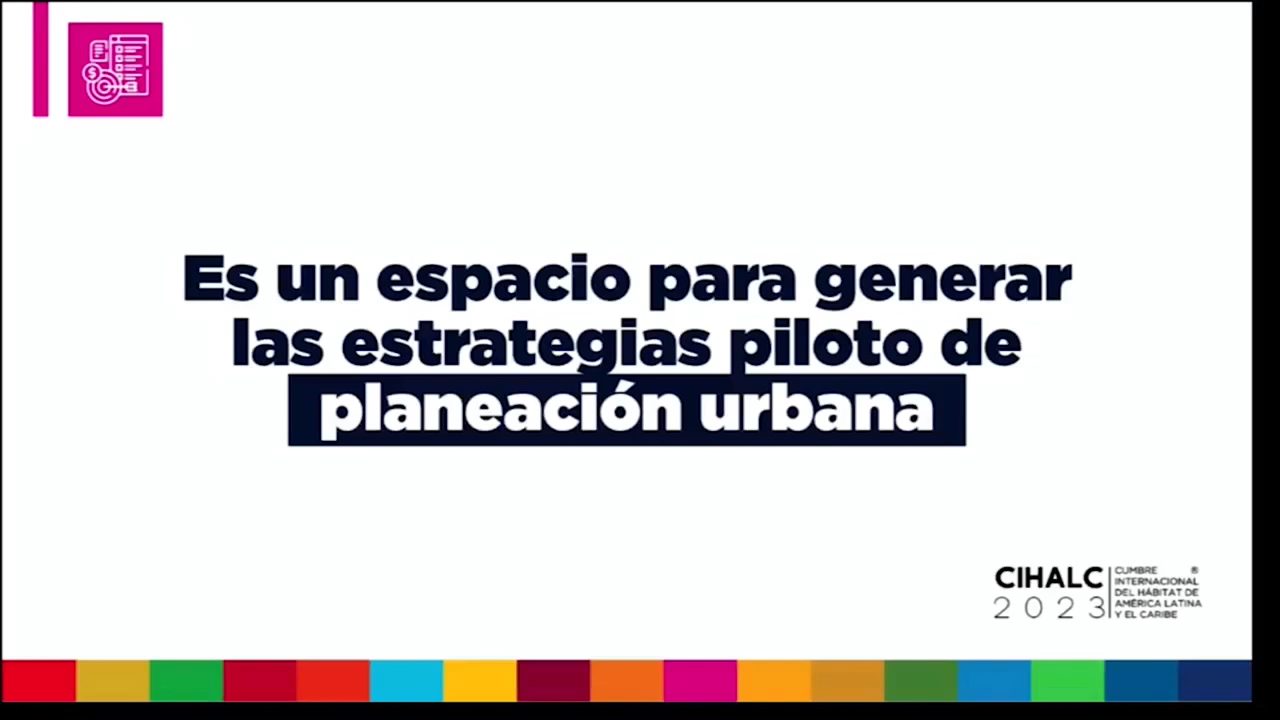 Es un espacio para generar
las estrategias piloto de
planeación urbana
$
CIHALC
2023
CUMBRE ®
INTERNACIONAL
DEL HÁBITAT DE
AMÉRICA LATINA
Y EL CARIBE